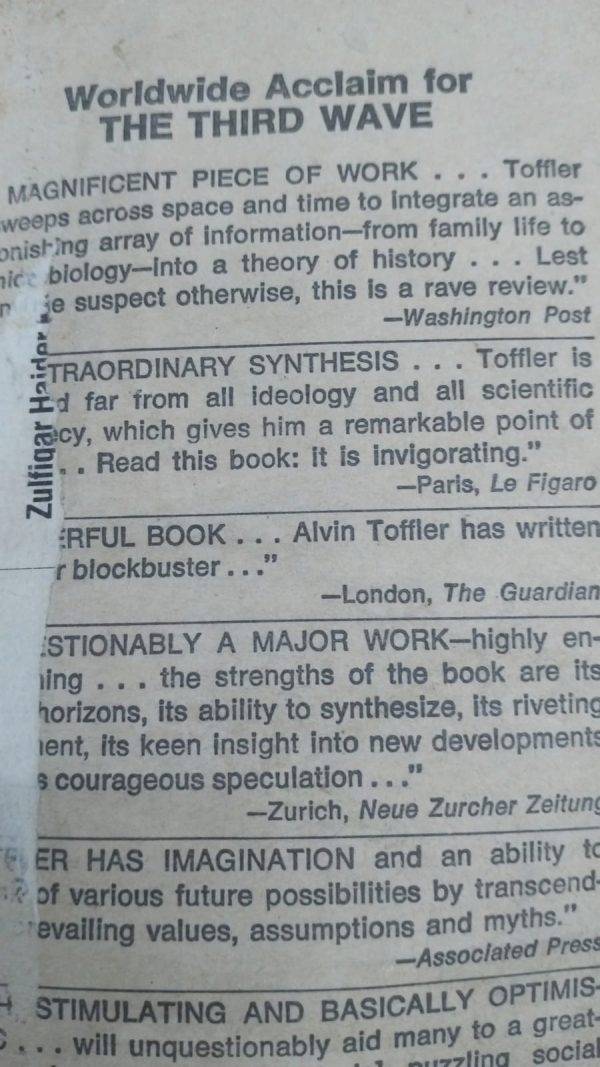 Worldwide Acclaim for
THE THIRD WAVE
MAGNIFICENT PIECE OF WORK . . . Toffler
weeps across space and time to integrate an as-
onishing array of information—from family life to
biology—into a theory of history . . . Lest
e suspect otherwise, this is a rave review.”
—Washington Post
TRAORDINARY SYNTHESIS . . . Toffler is
d far from all ideology and all scientific
ecy, which gives him a remarkable point of
. . Read this book: it is invigorating.”
—Paris, Le Figaro
ERFUL BOOK . . . Alvin Toffler has written
r blockbuster . . .”
—London, The Guardian
ESTIONABLY A MAJOR WORK—highly en-
ing . . . the strengths of the book are its
horizons, its ability to synthesize, its riveting
ent, its keen insight into new developments
s courageous speculation . . .”
—Zurich, Neue Zurcher Zeitung
ER HAS IMAGINATION and an ability to
of various future possibilities by transcend-
evailing values, assumptions and myths.”
—Associated Press
STIMULATING AND BASICALLY OPTIMIS-
. . . will unquestionably aid many to a great-
puzzling social
Zulfiqar Haider